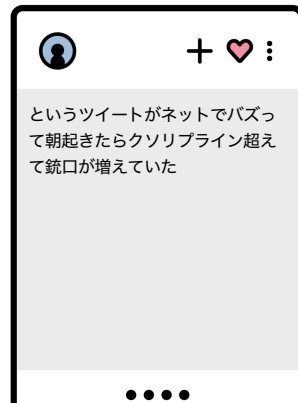 というツイートがネットでバズっ
て朝起きたらクソリプライン超え
て銃口が増えていた